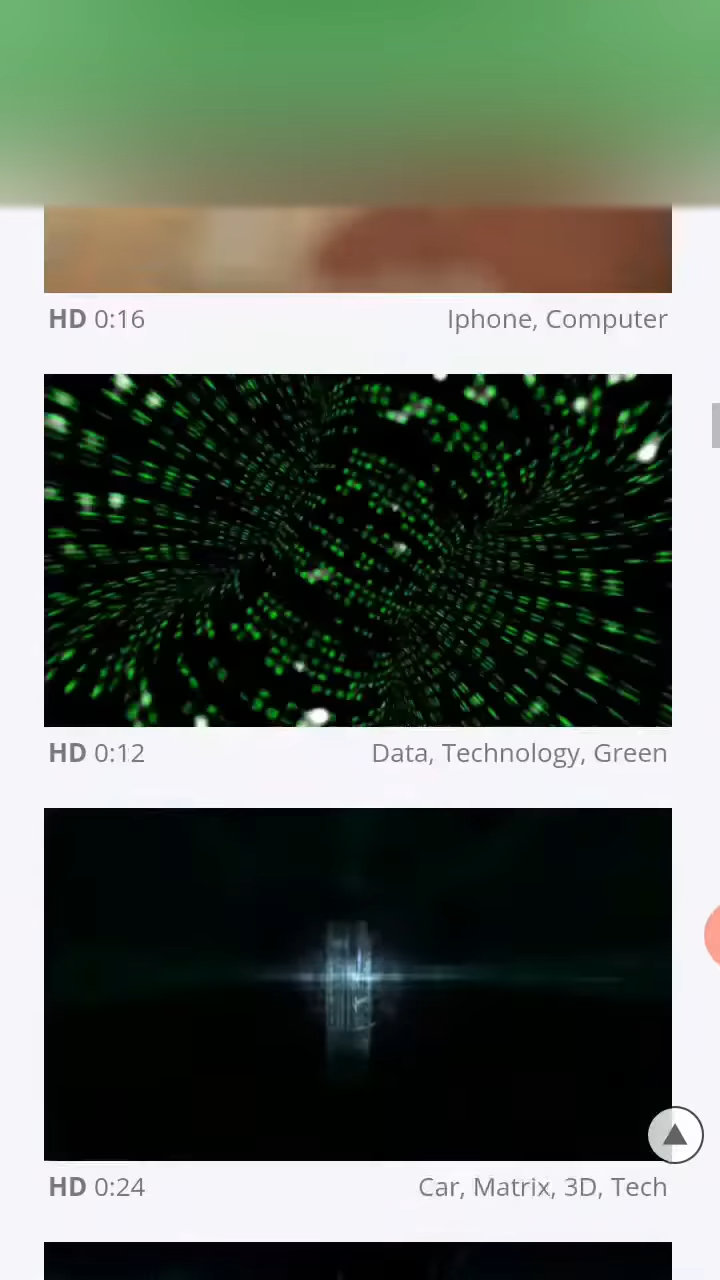 HD 0:16 Iphone, Computer
HD 0:12 Data, Technology, Green
HD 0:24 Car, Matrix, 3D, Tech